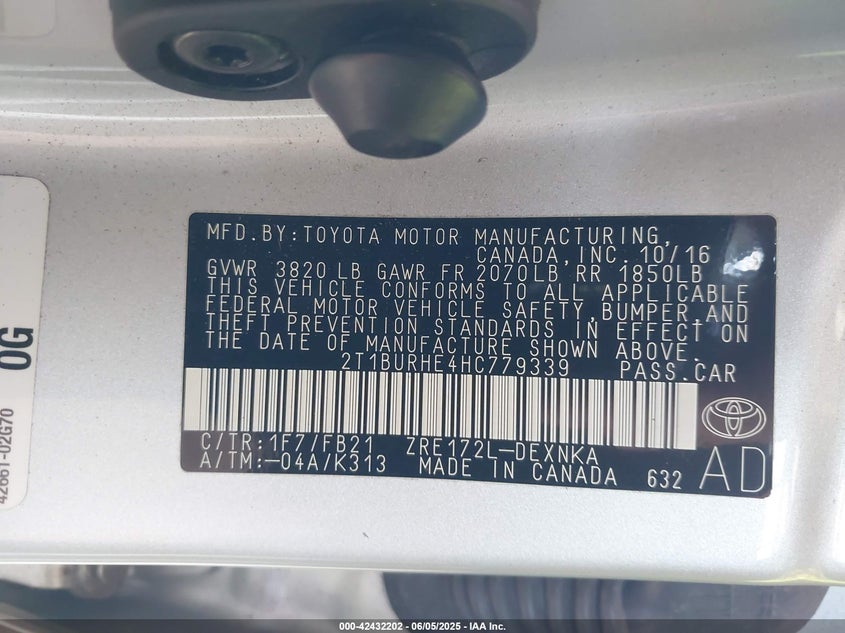 MFD.BY:TOYOTA MOTOR MANUFACTURING,
CANADA,INC. 10/16
GVWR 3820LB GAWR FR 2070LB RR 1850LB
THIS VEHICLE CONFORMS TO ALL APPLICABLE
FEDERAL MOTOR VEHICLE SAFETY,BUMPER,AND
THEFT PREVENTION STANDARDS IN EFFECT ON
THE DATE OF MANUFACTURE SHOWN ABOVE.
2T1BURHE4HC779339 PASS.CAR
C/TR:1F7/FB21 ZRE172L-DEXNKA
A/TM:-04A/K313 MADE IN CANADA 632 AD
0G
42661-02G70
000-42432202 - 06/05/2025 - IAA Inc.